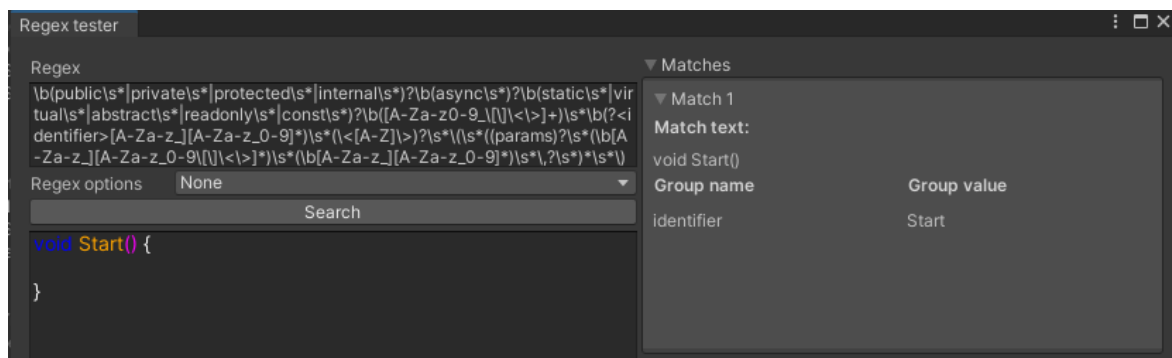 Regex tester
Regex
\b(public\s*|private\s*|protected\s*|internal\s*)?\b(async\s*)?\b(static\s*|vir
tual\s*|abstract\s*|readonly\s*|const\s*)?\b([A-Za-z0-9_\[\]\<\>]+)\s*\b(?<i
dentifier>[A-Za-z_][A-Za-z_0-9]*)\s*(\<[A-Z]\>)?\s*\(\s*((params)?\s*(\b[A
-Za-z_][A-Za-z_0-9\[\]\<\>]*)\s*(\b[A-Za-z_][A-Za-z_0-9]*)\s*\,?\s*)*\s*\)
Regex options None
Search
void Start() {
}
Matches
Match 1
Match text:
void Start()
Group name Group value
identifier Start